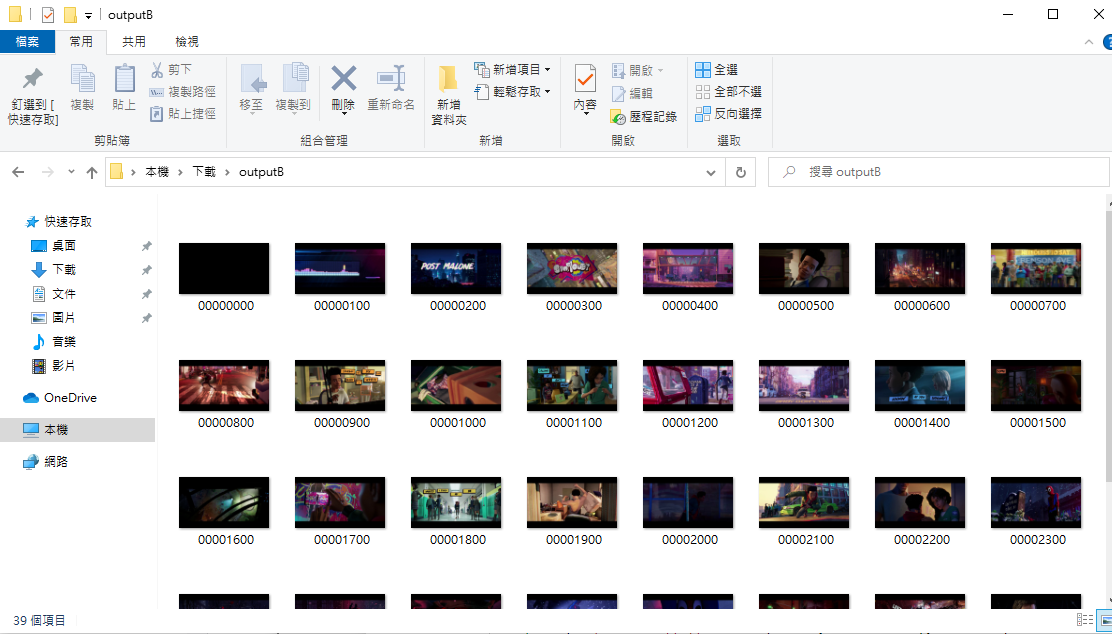 outputB
檔案
常用
共用
檢視
釘選到 [
快速存取]
複製
貼上
剪下
複製路徑
貼上捷徑
剪貼簿
移至
複製到
刪除
重新命名
組合管理
新增
資料夾
新增項目
輕鬆存取
新增
內容
開啟
編輯
歷程記錄
開啟
全選
全部不選
反向選擇
選取
本機 > 下載 > outputB
搜尋 outputB
快速存取
桌面
下載
文件
圖片
音樂
影片
OneDrive
本機
網路
POST MALONE
00000000
00000100
00000200
00000300
00000400
00000500
00000600
00000700
00000800
00000900
00001000
00001100
00001200
00001300
00001400
00001500
00001600
00001700
00001800
00001900
00002000
00002100
00002200
00002300
39 個項目